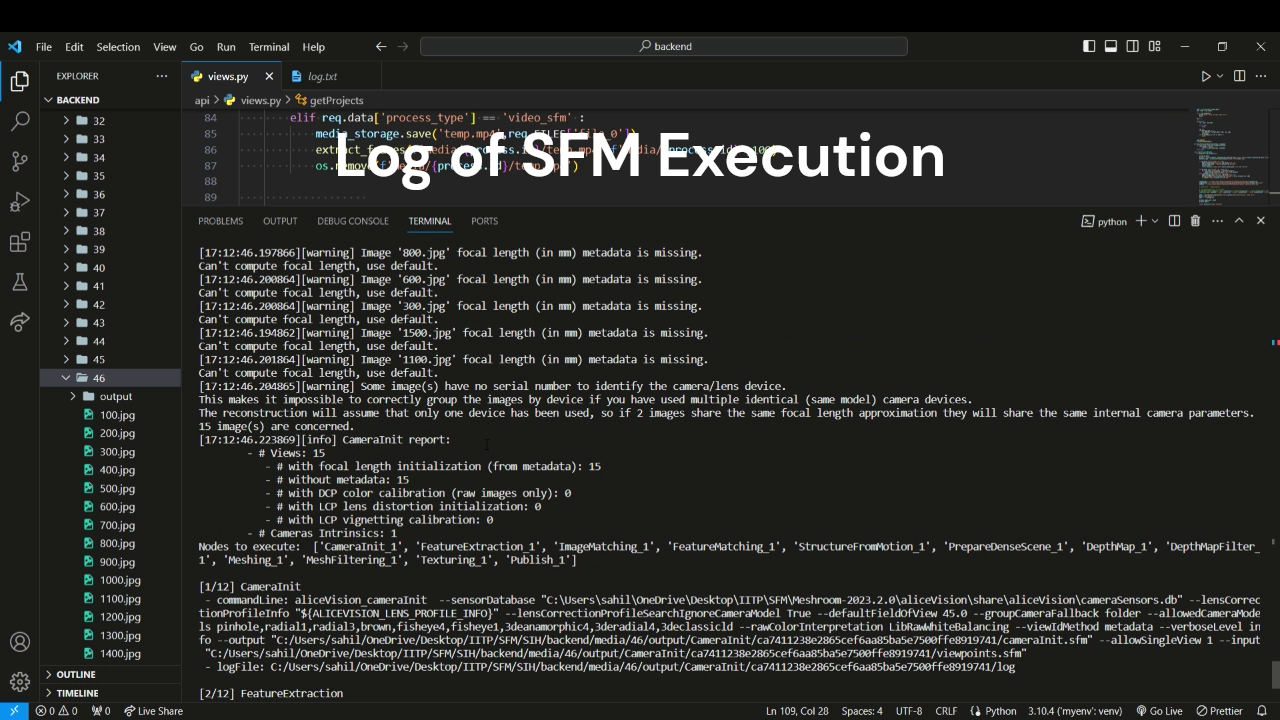 File Edit Selection View Go Run Terminal Help
backend
EXPLORER
views.py
log.txt
BACKEND
api > views.py > getProjects
32
33
34
35
36
37
38
39
40
41
42
43
44
45
46
output
100.jpg
200.jpg
300.jpg
400.jpg
500.jpg
600.jpg
700.jpg
800.jpg
900.jpg
1000.jpg
1100.jpg
1200.jpg
1300.jpg
1400.jpg
OUTLINE
TIMELINE
84 elif req.data['process_type'] == 'video_sfm' :
85 media_storage.save('temp.mp4',req.FILES['file_0'])
86
87
88
89
Log of SFM Execution
PROBLEMS OUTPUT DEBUG CONSOLE TERMINAL PORTS
python
[17:12:46.197866][warning] Image '800.jpg' focal length (in mm) metadata is missing.
Can't compute focal length, use default.
[17:12:46.200864][warning] Image '600.jpg' focal length (in mm) metadata is missing.
Can't compute focal length, use default.
[17:12:46.200864][warning] Image '300.jpg' focal length (in mm) metadata is missing.
Can't compute focal length, use default.
[17:12:46.194862][warning] Image '1500.jpg' focal length (in mm) metadata is missing.
Can't compute focal length, use default.
[17:12:46.201864][warning] Image '1100.jpg' focal length (in mm) metadata is missing.
Can't compute focal length, use default.
[17:12:46.204865][warning] Some image(s) have no serial number to identify the camera/lens device.
This makes it impossible to correctly group the images by device if you have used multiple identical (same model) camera devices.
The reconstruction will assume that only one device has been used, so if 2 images share the same focal length approximation they will share the same internal camera parameters.
15 image(s) are concerned.
[17:12:46.223869][info] CameraInit report:
- # Views: 15
- # with focal length initialization (from metadata): 15
- # without metadata: 15
- # with DCP color calibration (raw images only): 0
- # with LCP lens distortion initialization: 0
- # with LCP vignetting calibration: 0
- # Cameras Intrinsics: 1
Nodes to execute:  ['CameraInit_1', 'FeatureExtraction_1', 'ImageMatching_1', 'FeatureMatching_1', 'StructureFromMotion_1', 'PrepareDenseScene_1', 'DepthMap_1', 'DepthMapFilter_
1', 'Meshing_1', 'MeshFiltering_1', 'Texturing_1', 'Publish_1']
[1/12] CameraInit
- commandLine: aliceVision_cameraInit  --sensorDatabase "C:\Users\sahil\OneDrive\Desktop\IITP\SFM\Meshroom-2023.2.0\aliceVision\share\aliceVision\cameraSensors.db" --lensCorrec
tionProfileInfo "${ALICEVISION_LENS_PROFILE_INFO}" --lensCorrectionProfileSearchIgnoreCameraModel True --defaultFieldOfView 45.0 --groupCameraFallback folder --allowedCameraMode
ls pinhole,radial1,radial3,brown,fisheye4,fisheye1,3deanamorphic4,3deradial4,3declassicld --rawColorInterpretation LibRawWhiteBalancing --viewIdMethod metadata --verboseLevel in
fo --output "C:/Users/sahil/OneDrive/Desktop/IITP/SFM/SIH/backend/media/46/output/CameraInit/ca7411238e2865cef6aa85ba5e7500ffe8919741/cameraInit.sfm" --allowSingleView 1 --input
"C:/Users/sahil/OneDrive/Desktop/IITP/SFM/SIH/backend/media/46/output/CameraInit/ca7411238e2865cef6aa85ba5e7500ffe8919741/viewpoints.sfm"
- logFile: C:/Users/sahil/OneDrive/Desktop/IITP/SFM/SIH/backend/media/46/output/CameraInit/ca7411238e2865cef6aa85ba5e7500ffe8919741/log
[2/12] FeatureExtraction
0 0 0 Live Share
Ln 109, Col 28 Spaces: 4 UTF-8 CRLF Python 3.10.4 ('myenv': venv) Go Live Prettier